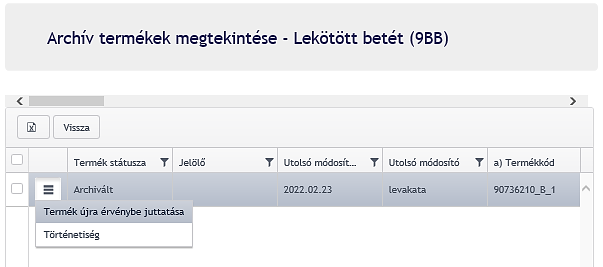 Archív termékek megtekintése - Lekötött betét (9BB)
Vissza
Termék státusza Jelölő Utolsó módosít... Utolsó módosító a) Termékkód
Archivált 2022.02.23 levakata 90736210_B_1
Termék újra érvénybe juttatása
Történetiség